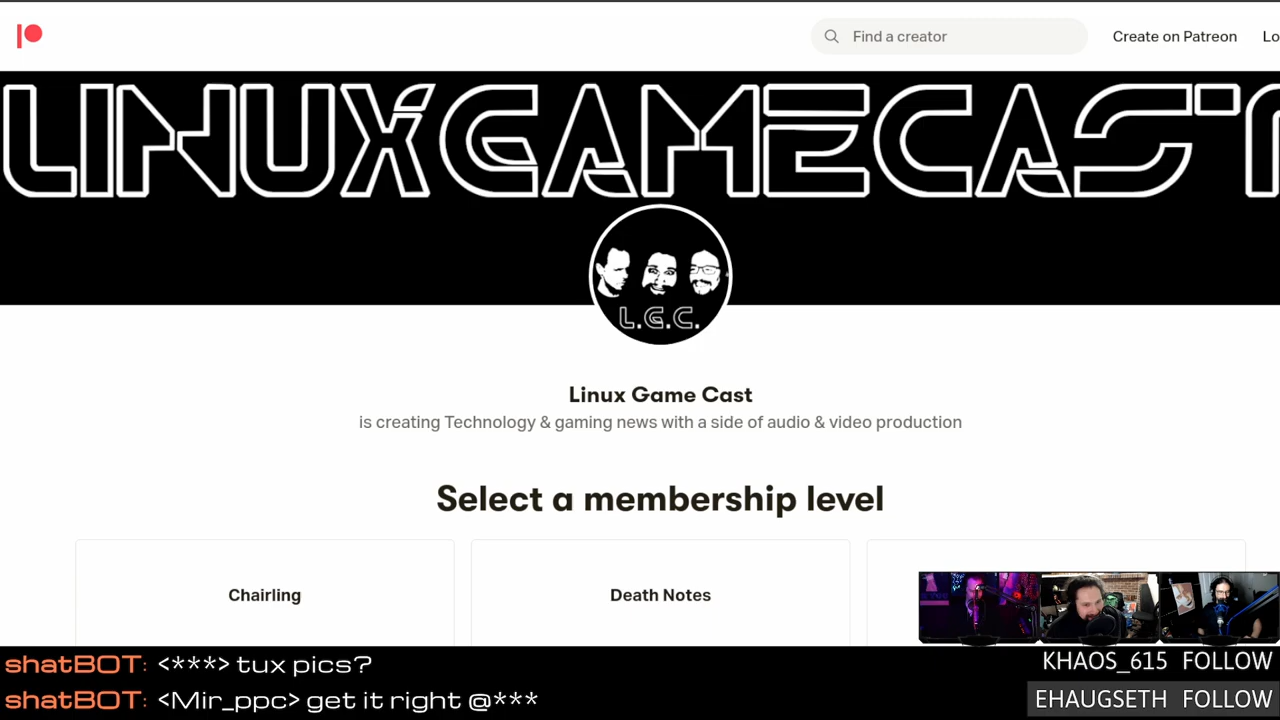 Find a creator
Create on Patreon
LINUXGAMECAST
L.G.C.
Linux Game Cast
is creating Technology & gaming news with a side of audio & video production
Select a membership level
Chairling
Death Notes
shatBOT: <***> tux pics?
shatBOT: <Mir_ppc> get it right @***
KHAOS_615 FOLLOW
EHAUGSETH FOLLOW